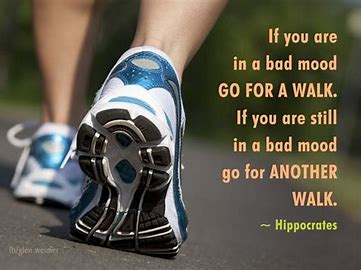 If you are
in a bad mood
GO FOR A WALK.
If you are still
in a bad mood
go for ANOTHER
WALK.
~ Hippocrates